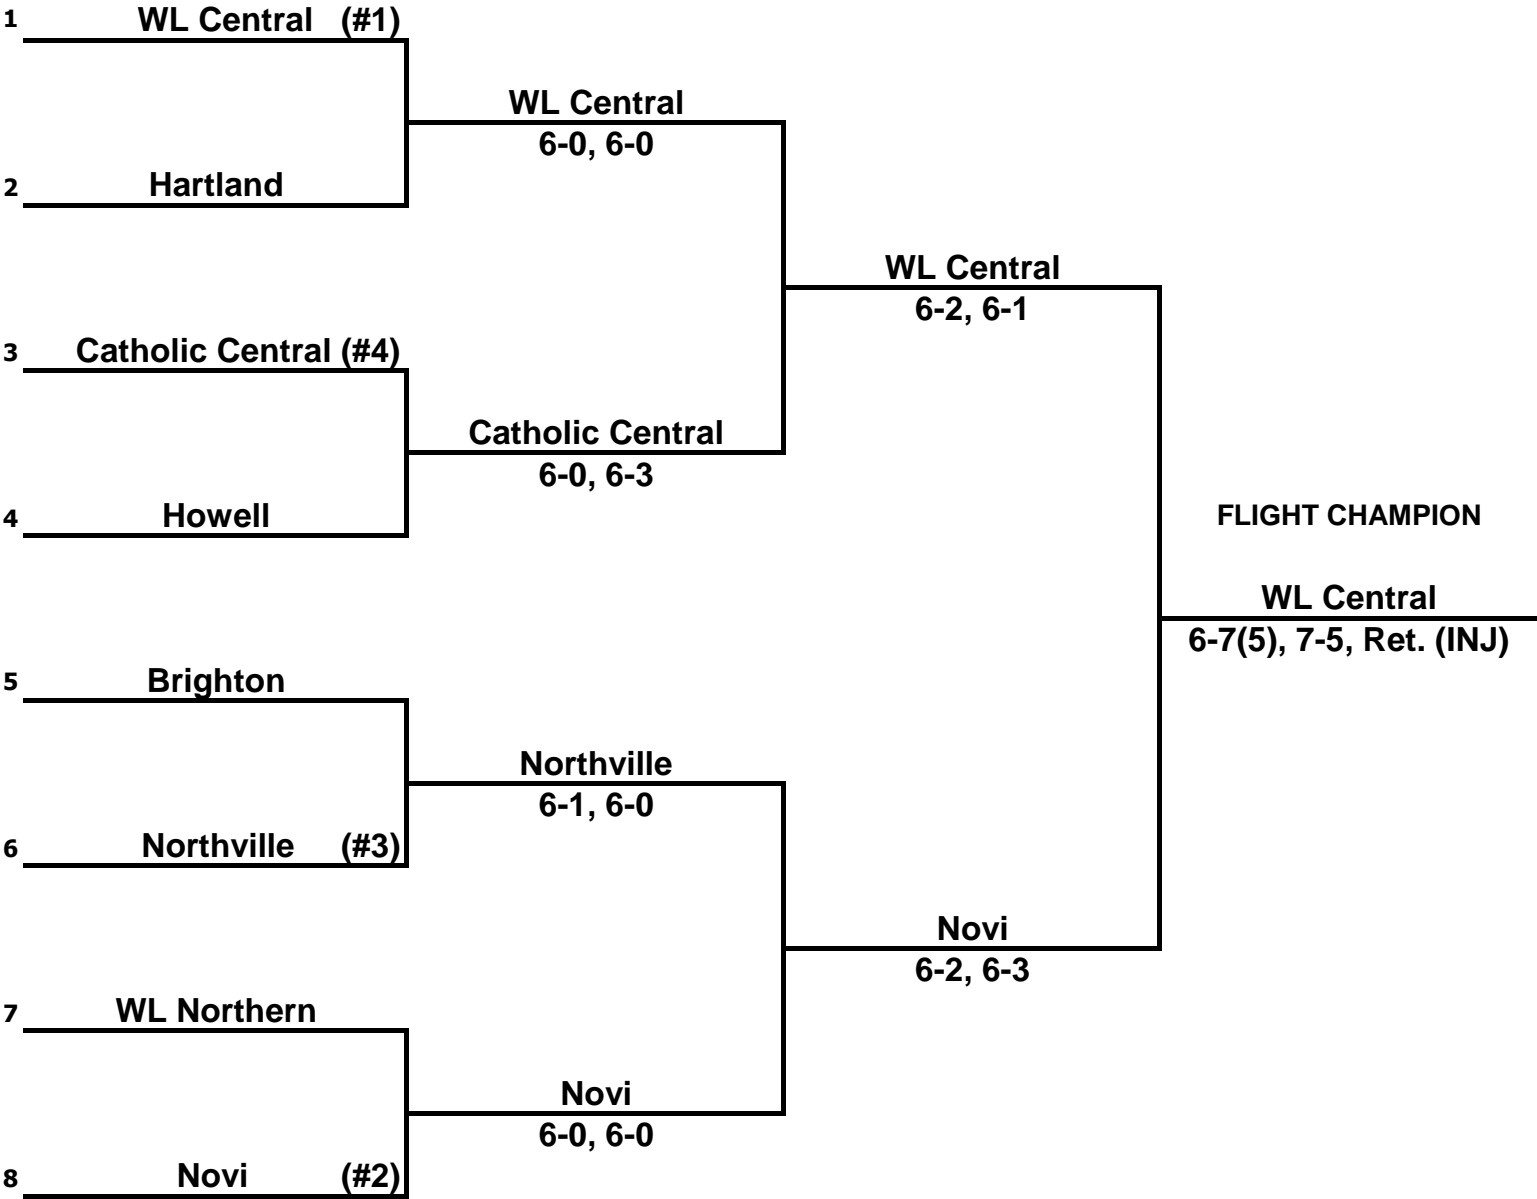 1 WL Central (#1)
WL Central
6-0, 6-0
2 Hartland
WL Central
6-2, 6-1
3 Catholic Central (#4)
Catholic Central
6-0, 6-3
4 Howell
FLIGHT CHAMPION
WL Central
6-7(5), 7-5, Ret. (INJ)
5 Brighton
Northville
6-1, 6-0
6 Northville (#3)
Novi
6-2, 6-3
7 WL Northern
Novi
6-0, 6-0
8 Novi (#2)